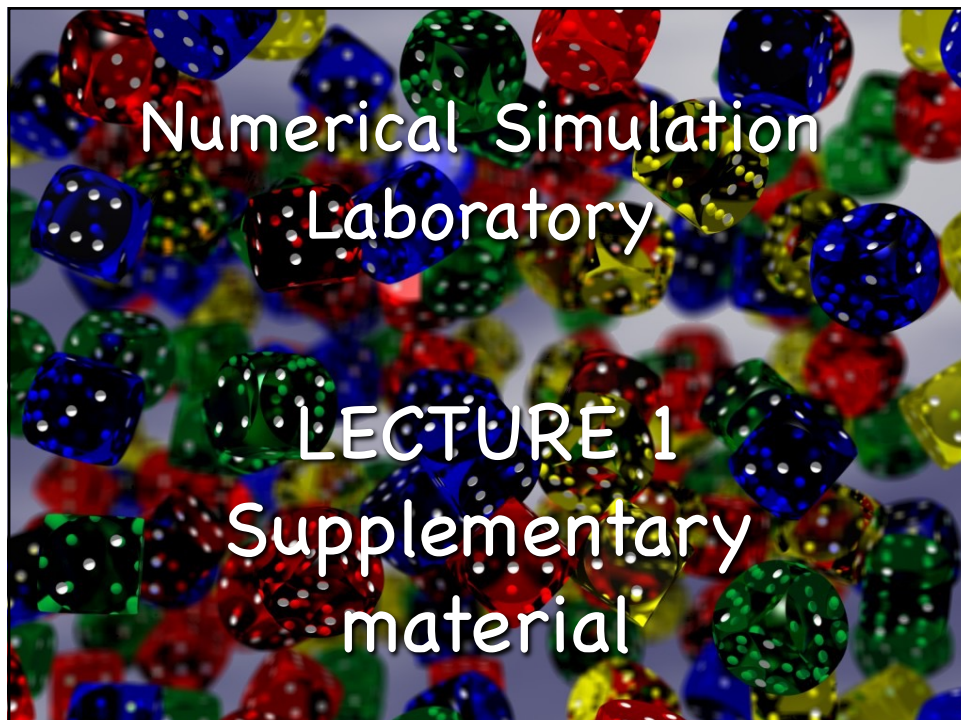 Numerical Simulation
Laboratory
LECTURE 1
Supplementary
material